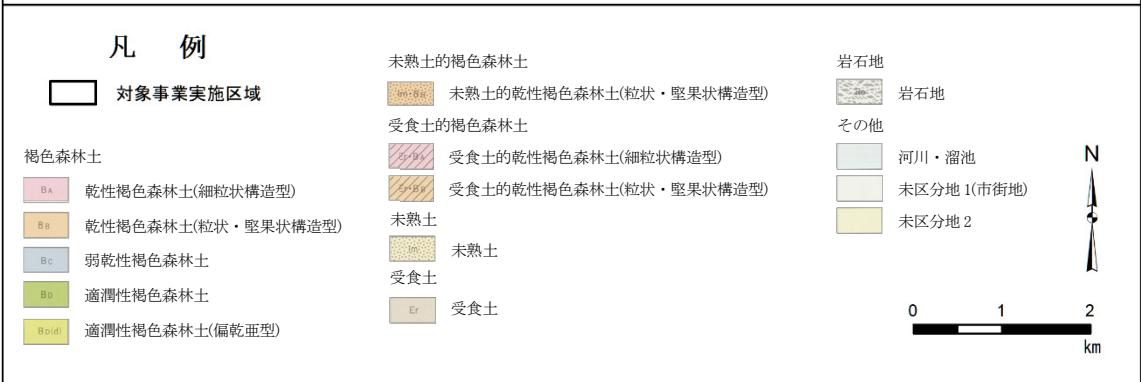 凡 例
対象事業実施区域
褐色森林土
BA 乾性褐色森林土(細粒状構造型)
BB 乾性褐色森林土(粒状・堅果状構造型)
BC 弱乾性褐色森林土
BD 適潤性褐色森林土
BD(d) 適潤性褐色森林土(偏乾亜型)
未熟土的褐色森林土
Im-BB 未熟土的乾性褐色森林土(粒状・堅果状構造型)
受食土的褐色森林土
Er-BA 受食土的乾性褐色森林土(細粒状構造型)
Er-BB 受食土的乾性褐色森林土(粒状・堅果状構造型)
未熟土
Im 未熟土
受食土
Er 受食土
岩石地
岩石地
その他
河川・溜池
未区分地 1(市街地)
未区分地 2
N
0 1 2
km